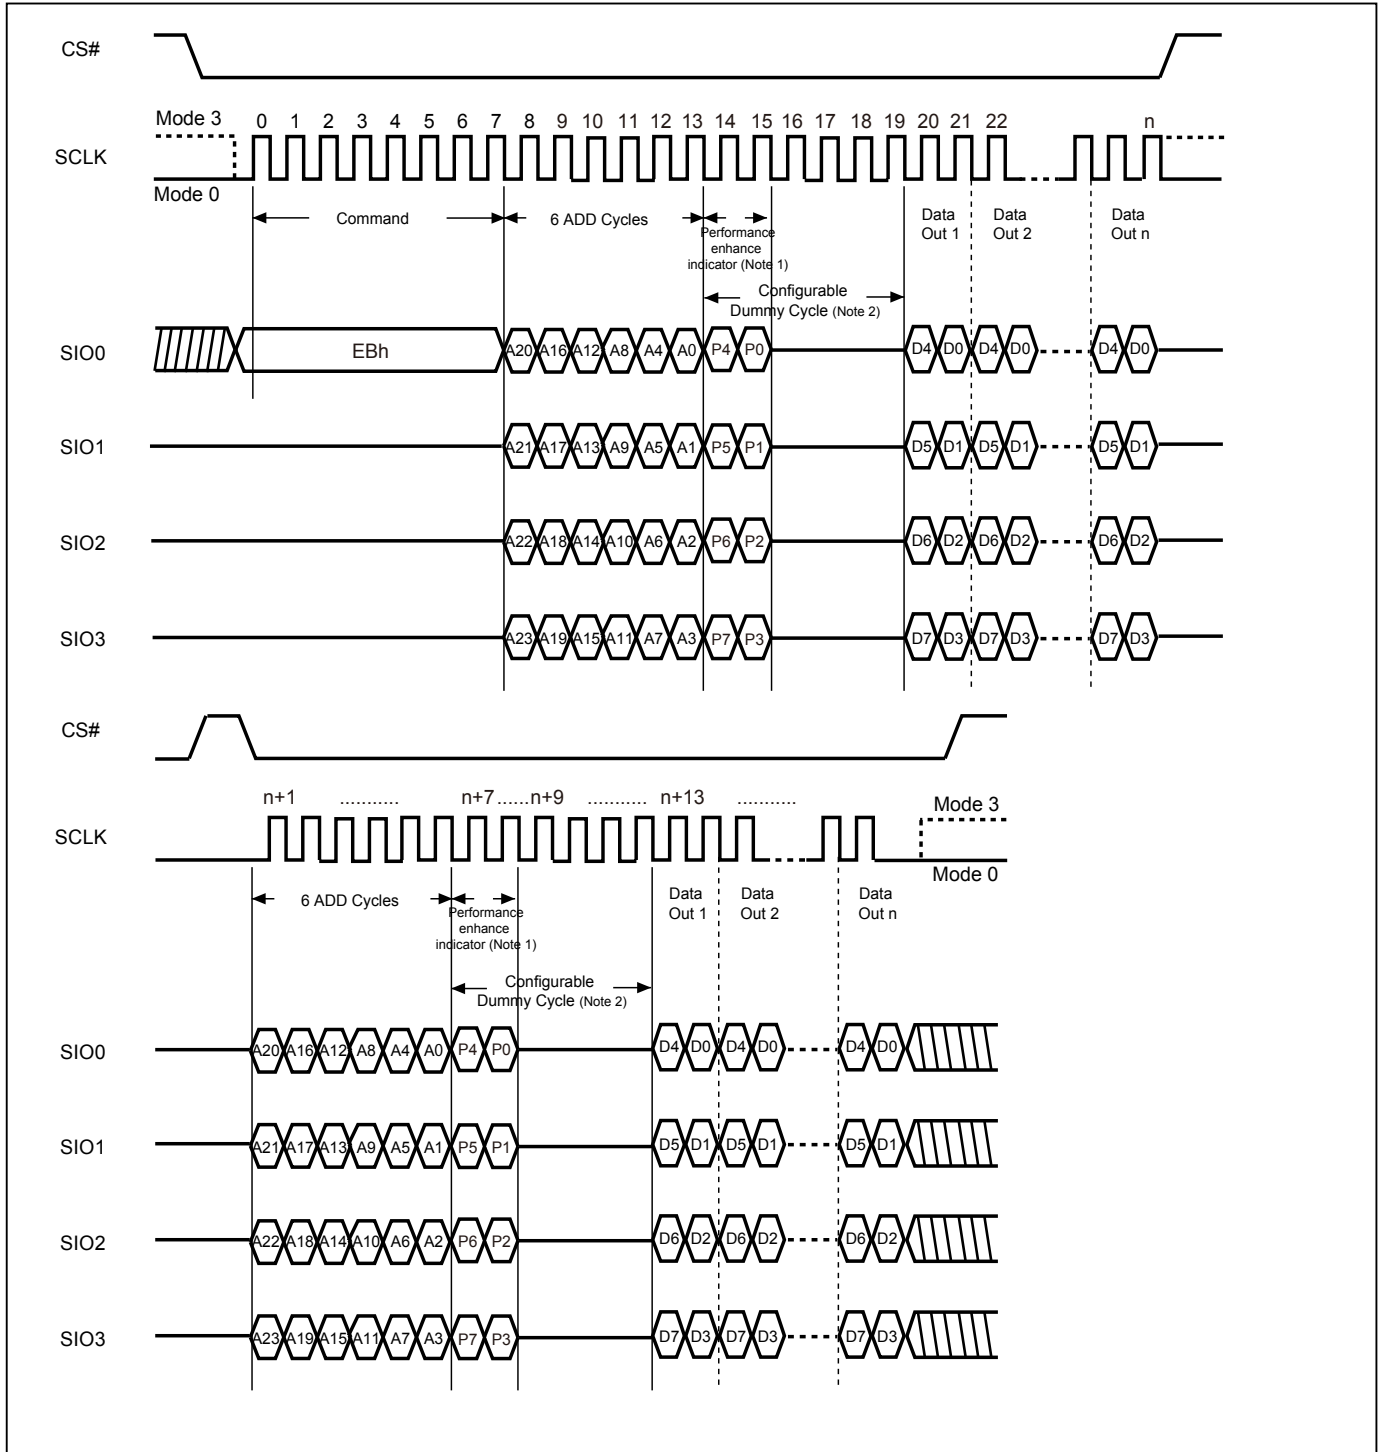 CS#
Mode 3
0 1 2 3 4 5 6 7 8 9 10 11 12 13 14 15 16 17 18 19 20 21 22 n
SCLK
Mode 0
Command
6 ADD Cycles
Performance
enhance
indicator (Note 1)
Data
Out 1
Data
Out 2
Data
Out n
Configurable
Dummy Cycle (Note 2)
SIO0 EBh A20 A16 A12 A8 A4 A0 P4 P0 D4 D0 D4 D0 D4 D0
SIO1 A21 A17 A13 A9 A5 A1 P5 P1 D5 D1 D5 D1 D5 D1
SIO2 A22 A18 A14 A10 A6 A2 P6 P2 D6 D2 D6 D2 D6 D2
SIO3 A23 A19 A15 A11 A7 A3 P7 P3 D7 D3 D7 D3 D7 D3
CS#
n+1 ........... n+7 ......n+9 ........... n+13 ...........
Mode 3
SCLK
Mode 0
6 ADD Cycles
Performance
enhance
indicator (Note 1)
Data
Out 1
Data
Out 2
Data
Out n
Configurable
Dummy Cycle (Note 2)
SIO0 A20 A16 A12 A8 A4 A0 P4 P0 D4 D0 D4 D0 D4 D0
SIO1 A21 A17 A13 A9 A5 A1 P5 P1 D5 D1 D5 D1 D5 D1
SIO2 A22 A18 A14 A10 A6 A2 P6 P2 D6 D2 D6 D2 D6 D2
SIO3 A23 A19 A15 A11 A7 A3 P7 P3 D7 D3 D7 D3 D7 D3